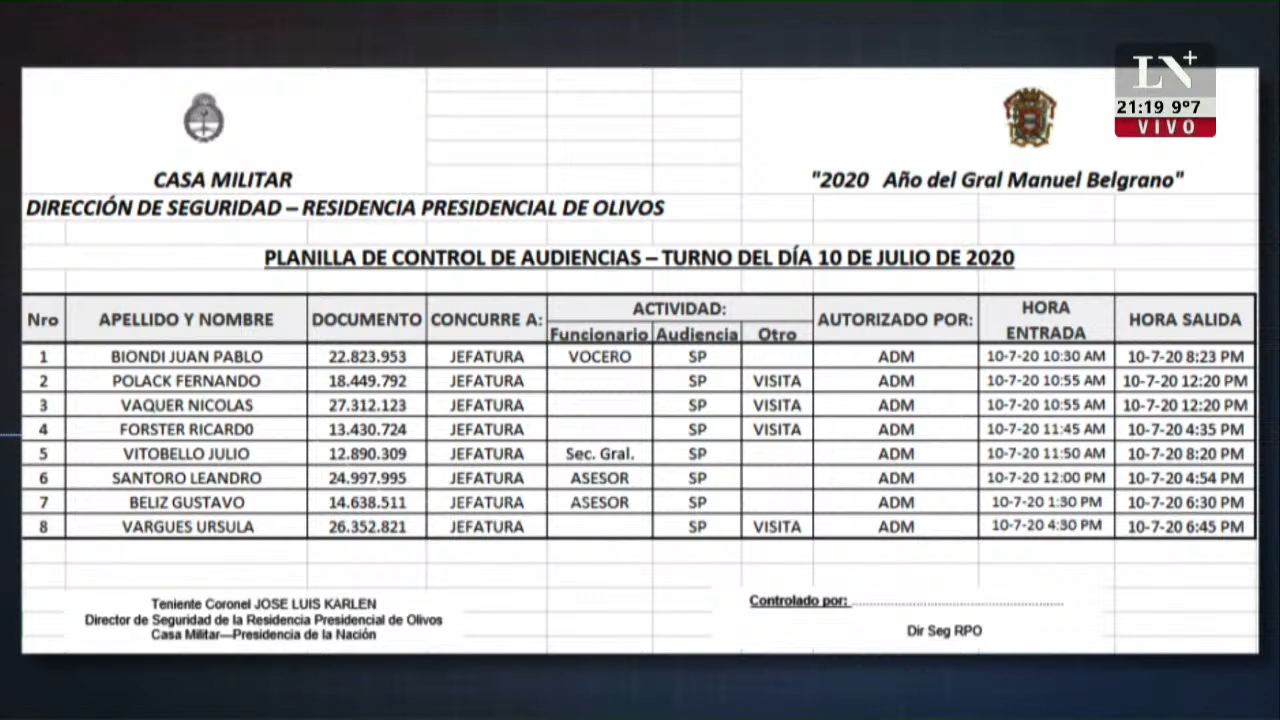 LN+
21:19 9º7
VIVO
CASA MILITAR
"2020 Año del Gral Manuel Belgrano"
DIRECCIÓN DE SEGURIDAD – RESIDENCIA PRESIDENCIAL DE OLIVOS
PLANILLA DE CONTROL DE AUDIENCIAS – TURNO DEL DÍA 10 DE JULIO DE 2020
Nro APELLIDO Y NOMBRE DOCUMENTO CONCURRE A: ACTIVIDAD: AUTORIZADO POR: HORA ENTRADA HORA SALIDA
Funcionario Audiencia Otro
1 BIONDI JUAN PABLO 22.823.953 JEFATURA VOCERO SP ADM 10-7-20 10:30 AM 10-7-20 8:23 PM
2 POLACK FERNANDO 18.449.792 JEFATURA SP VISITA ADM 10-7-20 10:55 AM 10-7-20 12:20 PM
3 VAQUER NICOLAS 27.312.123 JEFATURA SP VISITA ADM 10-7-20 10:55 AM 10-7-20 12:20 PM
4 FORSTER RICARD0 13.430.724 JEFATURA SP VISITA ADM 10-7-20 11:45 AM 10-7-20 4:35 PM
5 VITOBELLO JULIO 12.890.309 JEFATURA Sec. Gral. SP ADM 10-7-20 11:50 AM 10-7-20 8:20 PM
6 SANTORO LEANDRO 24.997.995 JEFATURA ASESOR SP ADM 10-7-20 12:00 PM 10-7-20 4:54 PM
7 BELIZ GUSTAVO 14.638.511 JEFATURA ASESOR SP ADM 10-7-20 1:30 PM 10-7-20 6:30 PM
8 VARGUES URSULA 26.352.821 JEFATURA SP VISITA ADM 10-7-20 4:30 PM 10-7-20 6:45 PM
Teniente Coronel JOSE LUIS KARLEN
Director de Seguridad de la Residencia Presidencial de Olivos
Casa Militar—Presidencia de la Nación
Controlado por: ........................................................
Dir Seg RPO